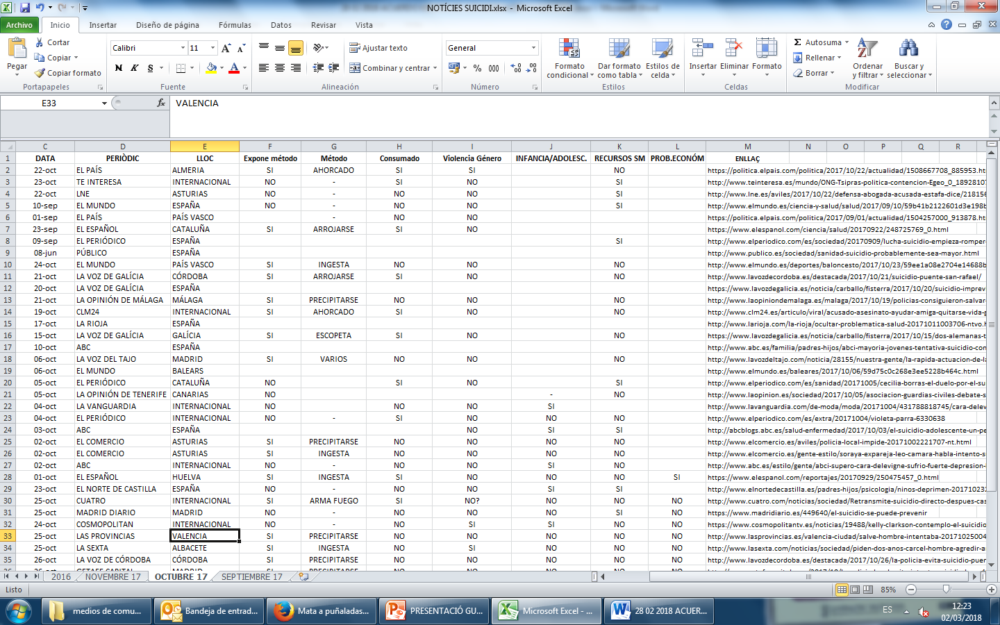 NOTÍCIES SUICIDI.xlsx - Microsoft Excel
Archivo Inicio Insertar Diseño de página Fórmulas Datos Revisar Vista
Pegar Cortar Copiar Copiar formato Portapapeles
Calibri 11 N K S Fuente
Ajustar texto Combinar y centrar Alineación
General % 000 Número
Formato condicional Dar formato como tabla Estilos de celda Estilos
Insertar Eliminar Formato Celdas
Autosuma Rellenar Borrar Ordenar y filtrar Buscar y seleccionar Modificar
E33 fx VALENCIA
C D E F G H I J K L M N O P Q R
1 DATA PERIÒDIC LLOC Expone método Método Consumado Violencia Género INFANCIA/ADOLESC. RECURSOS SM PROB.ECONÓM ENLLAÇ
2 22-oct EL PAÍS ALMERIA SI AHORCADO SI SI NO https://politica.elpais.com/politica/2017/10/22/actualidad/1508667708_885953.ht
3 23-oct TE INTERESA INTERNACIONAL NO - SI NO SI http://www.teinteresa.es/mundo/ONG-Tsipras-politica-contencion-Egeo_0_18928107
4 22-oct LNE ASTURIAS NO - NO NO SI http://www.lne.es/aviles/2017/10/22/defensa-abogada-acusada-estafa-dice/218156
5 10-sep EL MUNDO ESPAÑA NO - NO NO SI http://www.elmundo.es/ciencia-y-salud/salud/2017/09/10/59b41b2122601d3e198b
6 01-sep EL PAÍS PAÍS VASCO - NO NO https://politica.elpais.com/politica/2017/09/01/actualidad/1504257000_913878.ht
7 23-sep EL ESPAÑOL CATALUÑA SI ARROJARSE SI NO https://www.elespanol.com/ciencia/salud/20170922/248725769_0.html
8 09-sep EL PERIÓDICO ESPAÑA SI http://www.elperiodico.com/es/sociedad/20170909/lucha-suicidio-empieza-romper-
9 08-jun PÚBLICO ESPAÑA http://www.publico.es/sociedad/sanidad-suicidio-probablemente-sea-mayor.html
10 24-oct EL MUNDO PAÍS VASCO SI INGESTA NO NO NO http://www.elmundo.es/deportes/baloncesto/2017/10/23/59ee1a08e2704e14688b
11 21-oct LA VOZ DE GALÍCIA CÓRDOBA SI ARROJARSE SI NO NO http://www.lavozdecordoba.es/destacada/2017/10/21/suicidio-puente-san-rafael/
12 20-oct LA VOZ DE GALÍCIA ESPAÑA https://www.lavozdegalicia.es/noticia/carballo/fisterra/2017/10/20/suicidio-imprev
13 21-oct LA OPINIÓN DE MÁLAGA MÁLAGA SI PRECIPITARSE NO NO NO http://www.laopiniondemalaga.es/malaga/2017/10/19/policias-consiguieron-salvar-
14 19-oct CLM24 INTERNACIONAL SI AHORCADO SI NO NO http://www.clm24.es/articulo/viral/acusado-asesinato-ayudar-amiga-quitarse-vida-g
15 17-oct LA RIOJA ESPAÑA http://www.larioja.com/la-rioja/ocultar-problematica-salud-20171011003706-ntvo.h
16 15-oct LA VOZ DE GALÍCIA GALÍCIA SI ESCOPETA SI NO NO https://www.lavozdegalicia.es/noticia/carballo/fisterra/2017/10/15/dos-alemanas-t
17 10-oct ABC ESPAÑA http://www.abc.es/familia/padres-hijos/abci-mayoria-jovenes-tentativa-suicidio-con
18 06-oct LA VOZ DEL TAJO MADRID SI VARIOS NO NO NO http://www.lavozdeltajo.com/noticia/28155/nuestra-gente/la-rapida-actuacion-de-la
19 06-oct EL MUNDO BALEARS http://www.elmundo.es/baleares/2017/10/06/59d75c0c268e3ee5228b464c.html
20 05-oct EL PERIÓDICO CATALUÑA NO SI NO SI http://www.elperiodico.com/es/sanidad/20171005/cecilia-borras-el-duelo-por-el-su
21 05-oct LA OPINIÓN DE TENERIFE CANARIAS NO - NO http://www.laopinion.es/sociedad/2017/10/05/asociacion-guardias-civiles-debate-s
22 04-oct LA VANGUARDIA INTERNACIONAL NO NO NO SI http://www.lavanguardia.com/de-moda/moda/20171004/431788818745/cara-delev
23 04-oct EL PERIÓDICO INTERNACIONAL NO - SI NO NO NO http://www.elperiodico.com/es/extra/20171004/violeta-parra-6330638
24 03-oct ABC ESPAÑA NO SI SI http://abcblogs.abc.es/salud-enfermedad/2017/10/03/el-suicidio-adolescente-un-pe
25 02-oct EL COMERCIO ASTURIAS SI PRECIPITARSE NO NO NO NO http://www.elcomercio.es/aviles/policia-local-impide-20171002221707-nt.html
26 02-oct EL COMERCIO ASTURIAS SI INGESTA NO NO NO NO http://www.elcomercio.es/gente-estilo/soraya-expareja-leo-camara-habla-intento-s
27 02-oct ABC INTERNACIONAL NO - NO NO SI NO http://www.abc.es/estilo/gente/abci-supero-cara-delevigne-sufrio-fuerte-depresion-
28 01-oct EL ESPAÑOL HUELVA SI INGESTA SI NO NO NO SI https://www.elespanol.com/reportajes/20170929/250475457_0.html
29 23-oct EL NORTE DE CASTILLA ESPAÑA NO - NO NO SI SI http://www.elnortedecastilla.es/padres-hijos/psicologia/ninos-deprimen-201710232
30 25-oct CUATRO INTERNACIONAL SI ARMA FUEGO SI NO? NO NO NO http://www.cuatro.com/noticias/sociedad/Retransmite-suicidio-directo-despues-cas
31 25-oct MADRID DIARIO MADRID NO - NO NO NO SI NO https://www.madridiario.es/449640/el-suicidio-se-puede-prevenir
32 24-oct COSMOPOLITAN INTERNACIONAL NO - NO SI SI NO NO https://www.cosmopolitantv.es/noticias/19488/kelly-clarkson-contemplo-el-suicidio
33 25-oct LAS PROVINCIAS VALENCIA SI PRECIPITARSE NO NO NO NO NO http://www.lasprovincias.es/valencia-ciudad/salve-hombre-intentaba-20171025004
34 25-oct LA SEXTA ALBACETE SI INGESTA NO SI NO NO NO http://www.lasexta.com/noticias/sociedad/piden-dos-anos-carcel-hombre-agredir-a
35 26-oct LA VOZ DE CÓRDOBA CÓRDOBA SI PRECIPITARSE NO NO NO NO NO http://www.lavozdecordoba.es/destacada/2017/10/26/la-policia-evita-suicidio-puer
2016 NOVEMBRE 17 OCTUBRE 17 SEPTIEMBRE 17
Listo 85%
medios de comu... Bandeja de entrad... Mata a puñaladas... PRESENTACIÓ GU... Microsoft Excel - ... 28 02 2018 ACUER... ES 12:23
02/03/2018